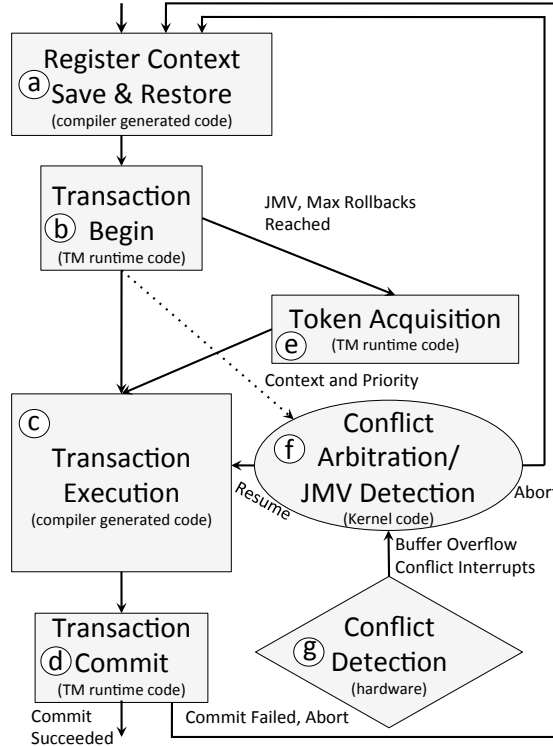 Register Context
a
Save & Restore
(compiler generated code)
Transaction
b
Begin
(TM runtime code)
JMV, Max Rollbacks
Reached
Token Acquisition
e
(TM runtime code)
Context and Priority
c
Transaction
Execution
(compiler generated code)
f
Conflict
Arbitration/
JMV Detection
(Kernel code)
Resume
Abort
Buffer Overflow
Conflict Interrupts
g
Conflict
Detection
(hardware)
Transaction
d
Commit
(TM runtime code)
Commit
Succeeded
Commit Failed, Abort